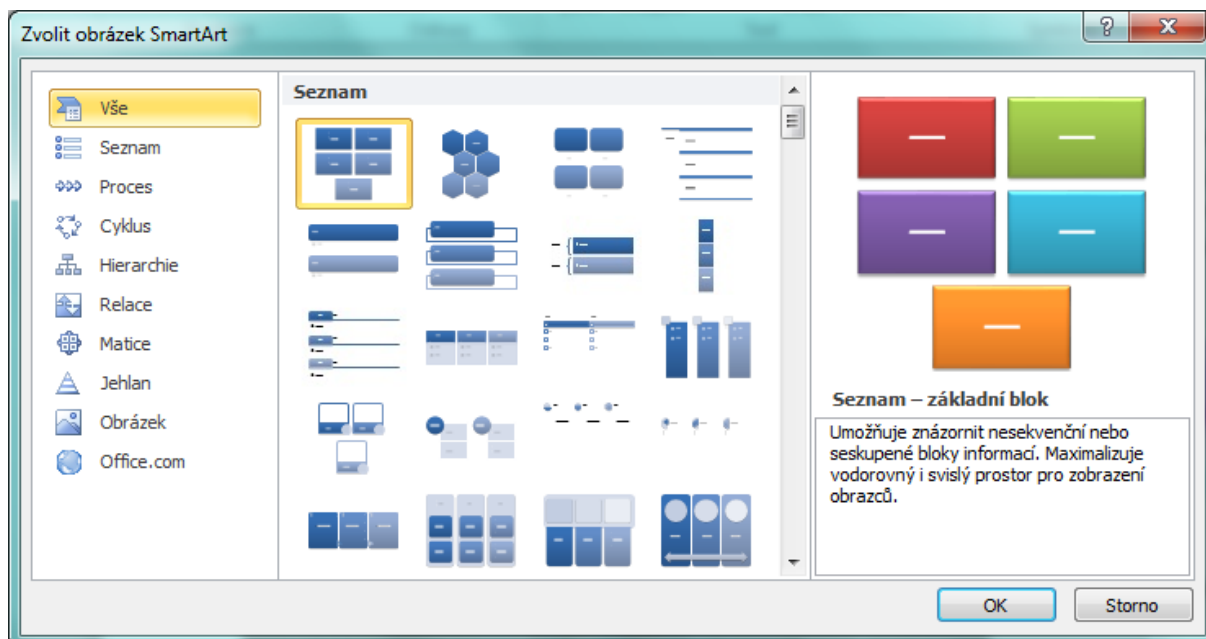 Zvolit obrázek SmartArt
Vše
Seznam
Proces
Cyklus
Hierarchie
Relace
Matice
Jehlan
Obrázek
Office.com
Seznam
Seznam – základní blok
Umožňuje znázornit nesekvenční nebo
seskupené bloky informací. Maximalizuje
vodorovný i svislý prostor pro zobrazení
obrazců.
OK
Storno